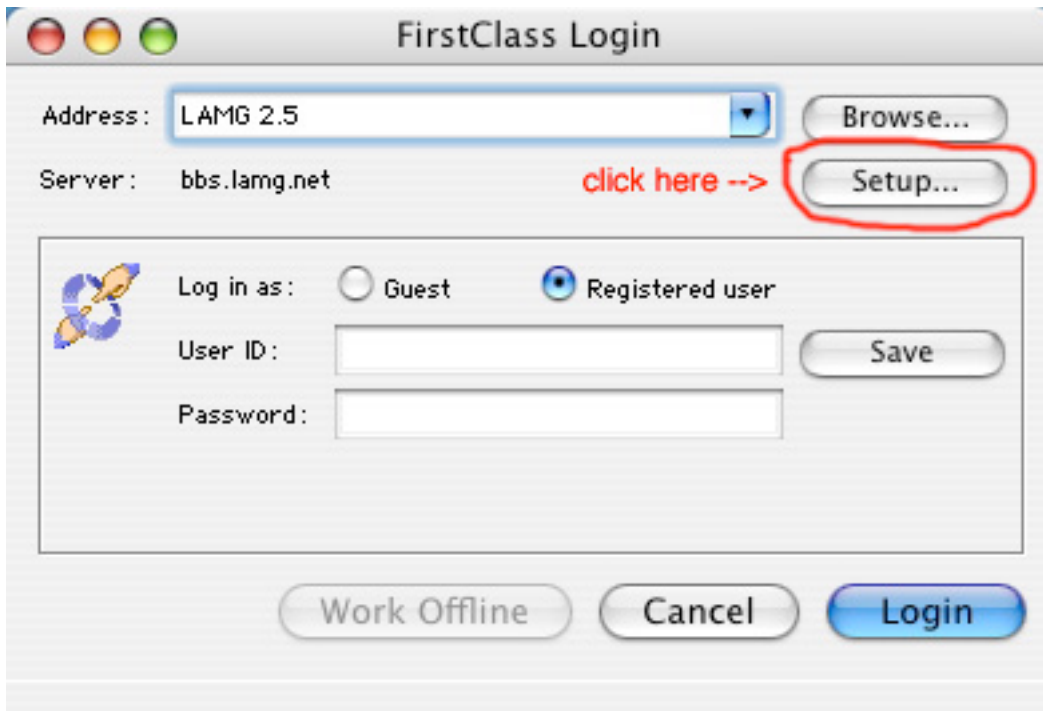 FirstClass Login
Address: LAMG 2.5 Browse...
Server: bbs.lamg.net click here --> Setup...
Log in as: Guest Registered user
User ID: Save
Password:
Work Offline Cancel Login